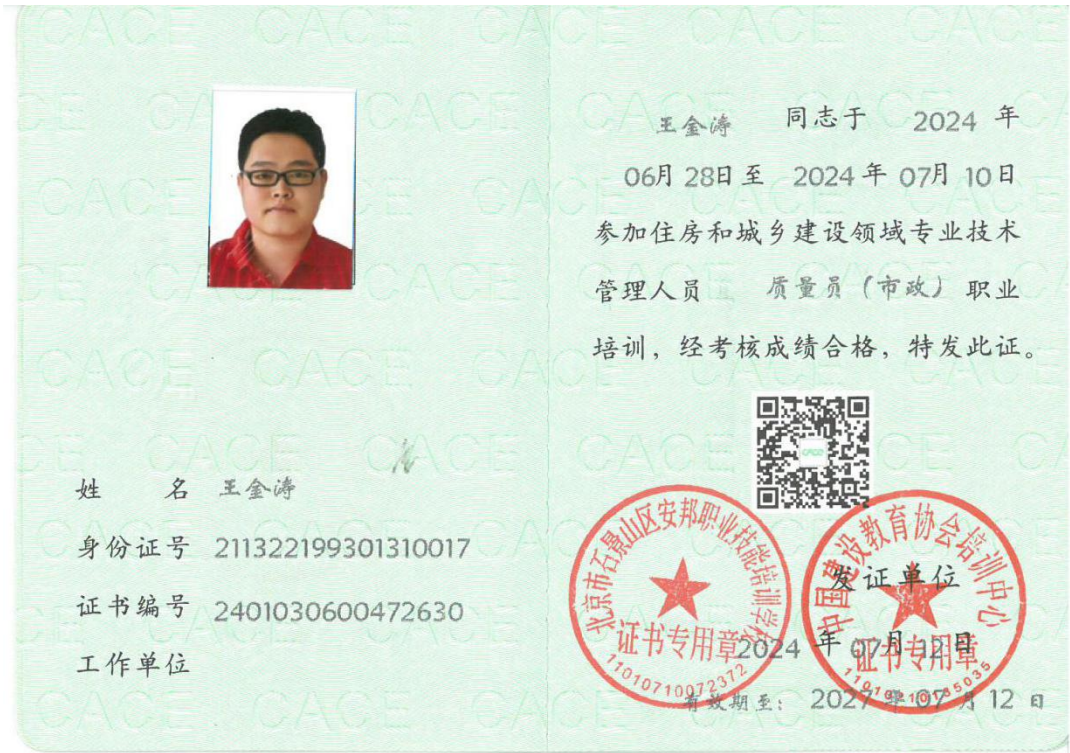 姓 名 王金涛
身份证号 211322199301310017
证书编号 2401030600472630
工作单位
王金涛 同志于 2024 年
06月 28日至 2024 年 07月 10日
参加住房和城乡建设领域专业技术
管理人员 质量员（市政）职业
培训，经考核成绩合格，特发此证。
CACE
北京市石景山区安邦职业技能培训学校
证书专用章
11010710072372
中国建设教育协会培训中心
证书专用章
发证单位
2024 年 07月 12日
有效期至： 2027 年 07 月 12 日